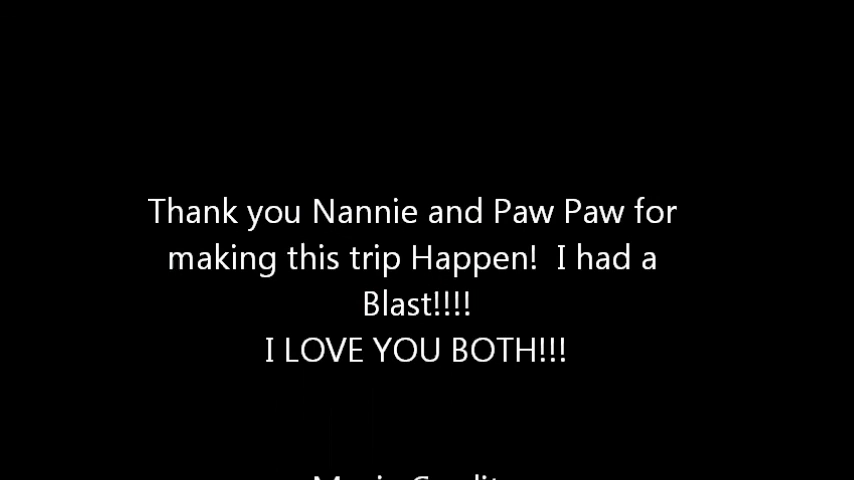 Thank you Nannie and Paw Paw for
making this trip Happen!  I had a
Blast!!!!
I LOVE YOU BOTH!!!